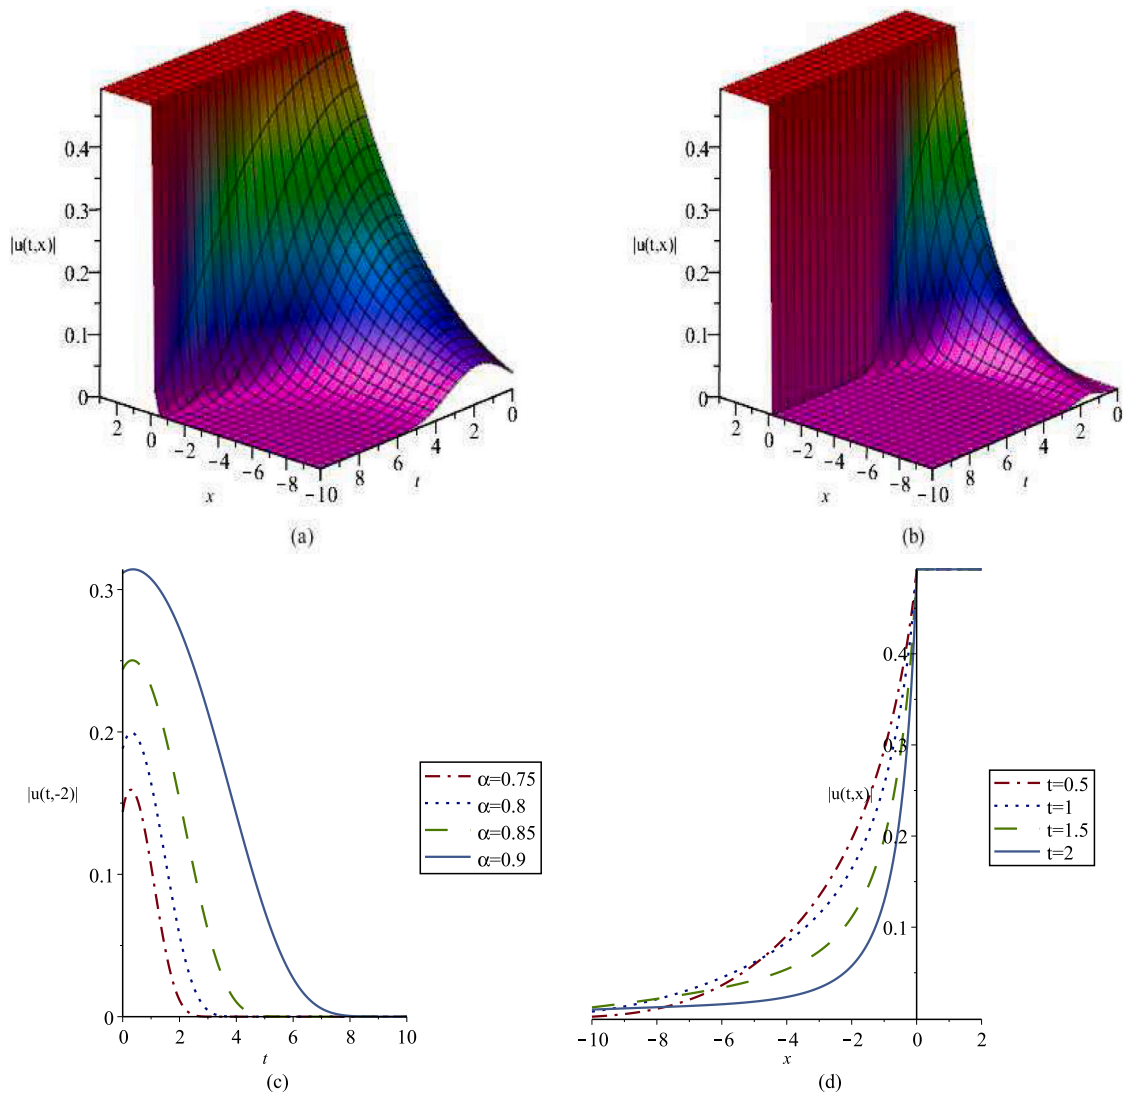 0.4
0.3
|u(t,x)|
0.2
0.1
0
2
0
−2
−4
−6
−8
−10
x
8
6
4
2
0
t
(a)
0.4
0.3
|u(t,x)|
0.2
0.1
0
2
0
−2
−4
−6
−8
−10
x
8
6
4
2
0
t
(b)
0.3
0.2
|u(t,-2)|
0.1
0
0 2 4 6 8 10
t
α=0.75
α=0.8
α=0.85
α=0.9
(c)
0.4
0.3
|u(t,x)|
0.2
0.1
−10 −8 −6 −4 −2 0 2
x
t=0.5
t=1
t=1.5
t=2
(d)